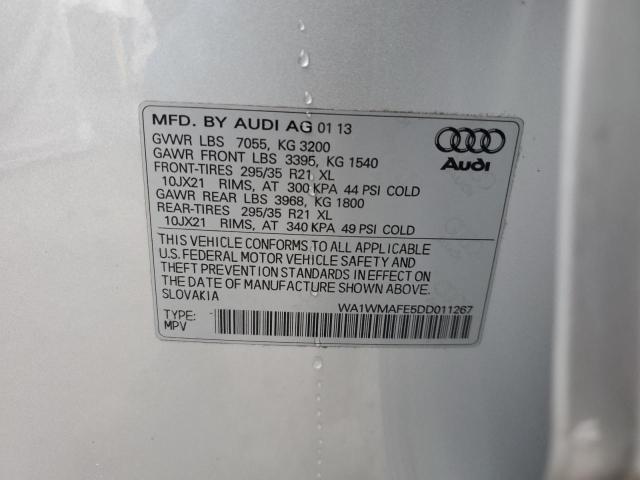 MFD. BY AUDI AG 01 13
GVWR LBS 7055, KG 3200
GAWR FRONT LBS 3395, KG 1540
FRONT-TIRES 295/35 R21 XL
10JX21 RIMS, AT 300 KPA 44 PSI COLD
GAWR REAR LBS 3968, KG 1800
REAR-TIRES 295/35 R21 XL
10JX21 RIMS, AT 340 KPA 49 PSI COLD
Audi
THIS VEHICLE CONFORMS TO ALL APPLICABLE
U.S. FEDERAL MOTOR VEHICLE SAFETY AND
THEFT PREVENTION STANDARDS IN EFFECT ON
THE DATE OF MANUFACTURE SHOWN ABOVE.
SLOVAKIA
WA1WMAFE5DD011267
TYPE:
MPV